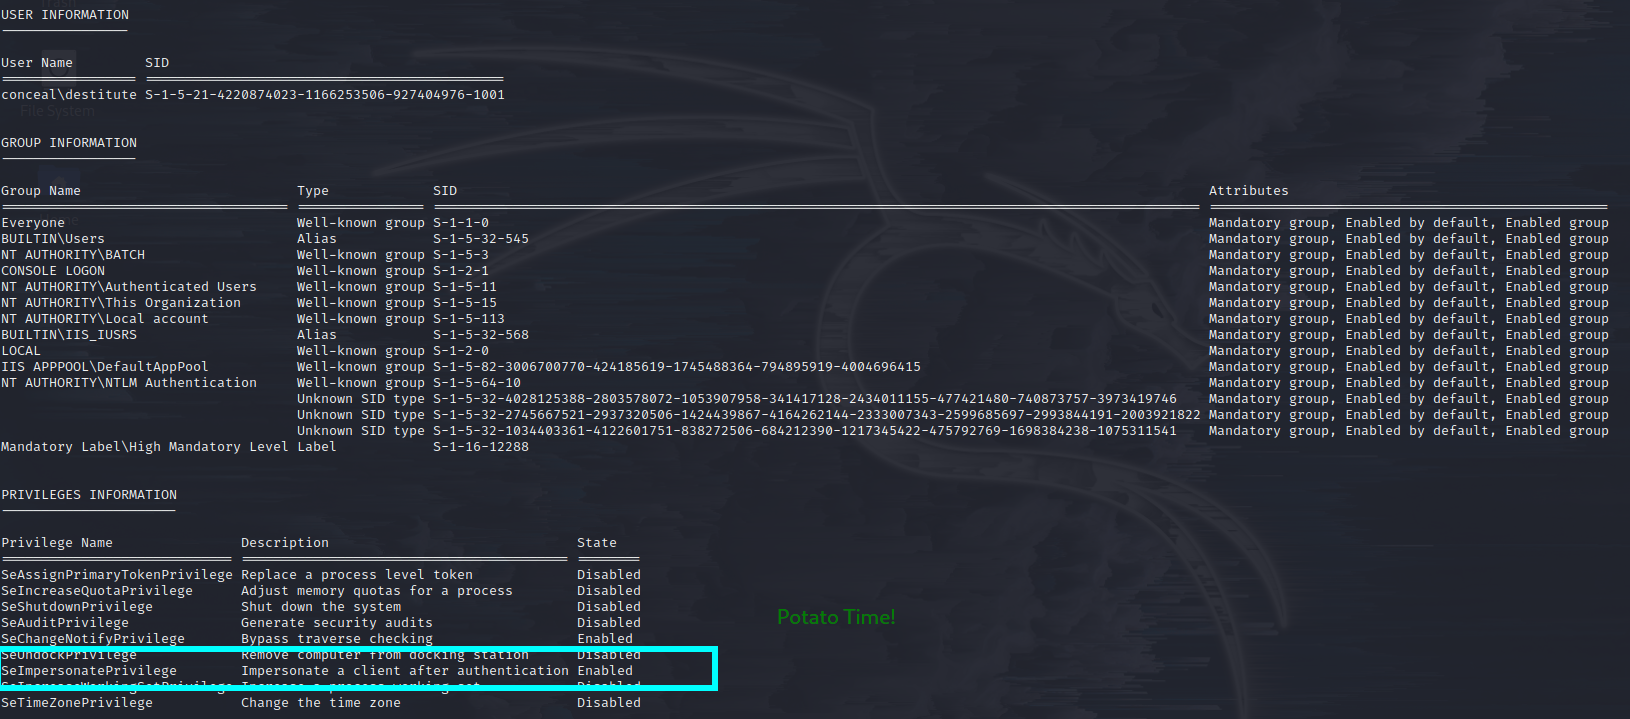 USER INFORMATION
User Name SID
conceal\destitute S-1-5-21-4220874023-1166253506-927404976-1001
File System
GROUP INFORMATION
Group Name Type SID Attributes
Everyone Well-known group S-1-1-0 Mandatory group, Enabled by default, Enabled group
BUILTIN\Users Alias S-1-5-32-545 Mandatory group, Enabled by default, Enabled group
NT AUTHORITY\BATCH Well-known group S-1-5-3 Mandatory group, Enabled by default, Enabled group
CONSOLE LOGON Well-known group S-1-2-1 Mandatory group, Enabled by default, Enabled group
NT AUTHORITY\Authenticated Users Well-known group S-1-5-11 Mandatory group, Enabled by default, Enabled group
NT AUTHORITY\This Organization Well-known group S-1-5-15 Mandatory group, Enabled by default, Enabled group
NT AUTHORITY\Local account Well-known group S-1-5-113 Mandatory group, Enabled by default, Enabled group
BUILTIN\IIS_IUSRS Alias S-1-5-32-568 Mandatory group, Enabled by default, Enabled group
LOCAL Well-known group S-1-2-0 Mandatory group, Enabled by default, Enabled group
IIS APPPOOL\DefaultAppPool Well-known group S-1-5-82-3006700770-424185619-1745488364-794895919-4004696415 Mandatory group, Enabled by default, Enabled group
NT AUTHORITY\NTLM Authentication Well-known group S-1-5-64-10 Mandatory group, Enabled by default, Enabled group
Unknown SID type S-1-5-32-4028125388-2803578072-1053907958-341417128-2434011155-477421480-740873757-3973419746 Mandatory group, Enabled by default, Enabled group
Unknown SID type S-1-5-32-2745667521-2937320506-1424439867-4164262144-2333007343-2599685697-2993844191-2003921822 Mandatory group, Enabled by default, Enabled group
Unknown SID type S-1-5-32-1034403361-4122601751-838272506-684212390-1217345422-475792769-1698384238-1075311541 Mandatory group, Enabled by default, Enabled group
Mandatory Label\High Mandatory Level Label S-1-16-12288
PRIVILEGES INFORMATION
Privilege Name Description State
SeAssignPrimaryTokenPrivilege Replace a process level token Disabled
SeIncreaseQuotaPrivilege Adjust memory quotas for a process Disabled
SeShutdownPrivilege Shut down the system Disabled
SeAuditPrivilege Generate security audits Disabled
SeChangeNotifyPrivilege Bypass traverse checking Enabled
SeUndockPrivilege Remove computer from docking station Disabled
SeImpersonatePrivilege Impersonate a client after authentication Enabled
SeIncreaseWorkingSetPrivilege Increase a process working set Disabled
SeTimeZonePrivilege Change the time zone Disabled
Potato Time!